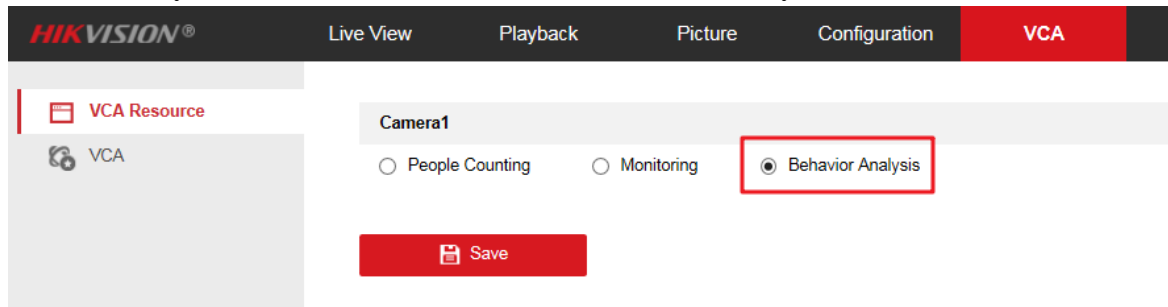 HIKVISION® Live View Playback Picture Configuration VCA
VCA Resource
Camera1
VCA
People Counting Monitoring Behavior Analysis
Save